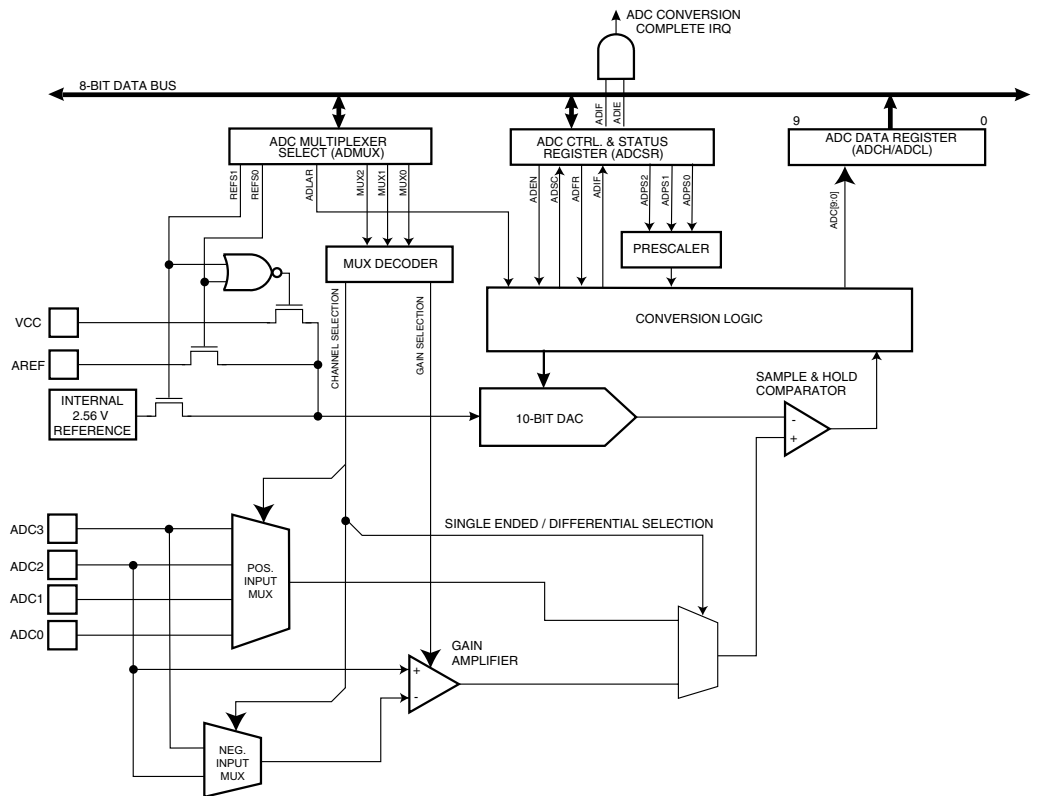 ADC CONVERSION
COMPLETE IRQ
8-BIT DATA BUS
ADIF
ADIE
9
0
ADC MULTIPLEXER
SELECT (ADMUX)
ADC CTRL. & STATUS
REGISTER (ADCSR)
ADC DATA REGISTER
(ADCH/ADCL)
REFS1
REFS0
ADLAR
MUX2
MUX1
MUX0
ADEN
ADSC
ADFR
ADIF
ADPS2
ADPS1
ADPS0
ADC[9:0]
MUX DECODER
PRESCALER
CHANNEL SELECTION
GAIN SELECTION
CONVERSION LOGIC
VCC
AREF
INTERNAL
2.56 V
REFERENCE
10-BIT DAC
SAMPLE & HOLD
COMPARATOR
-
+
SINGLE ENDED / DIFFERENTIAL SELECTION
ADC3
ADC2
ADC1
ADC0
POS.
INPUT
MUX
GAIN
AMPLIFIER
+
-
NEG.
INPUT
MUX